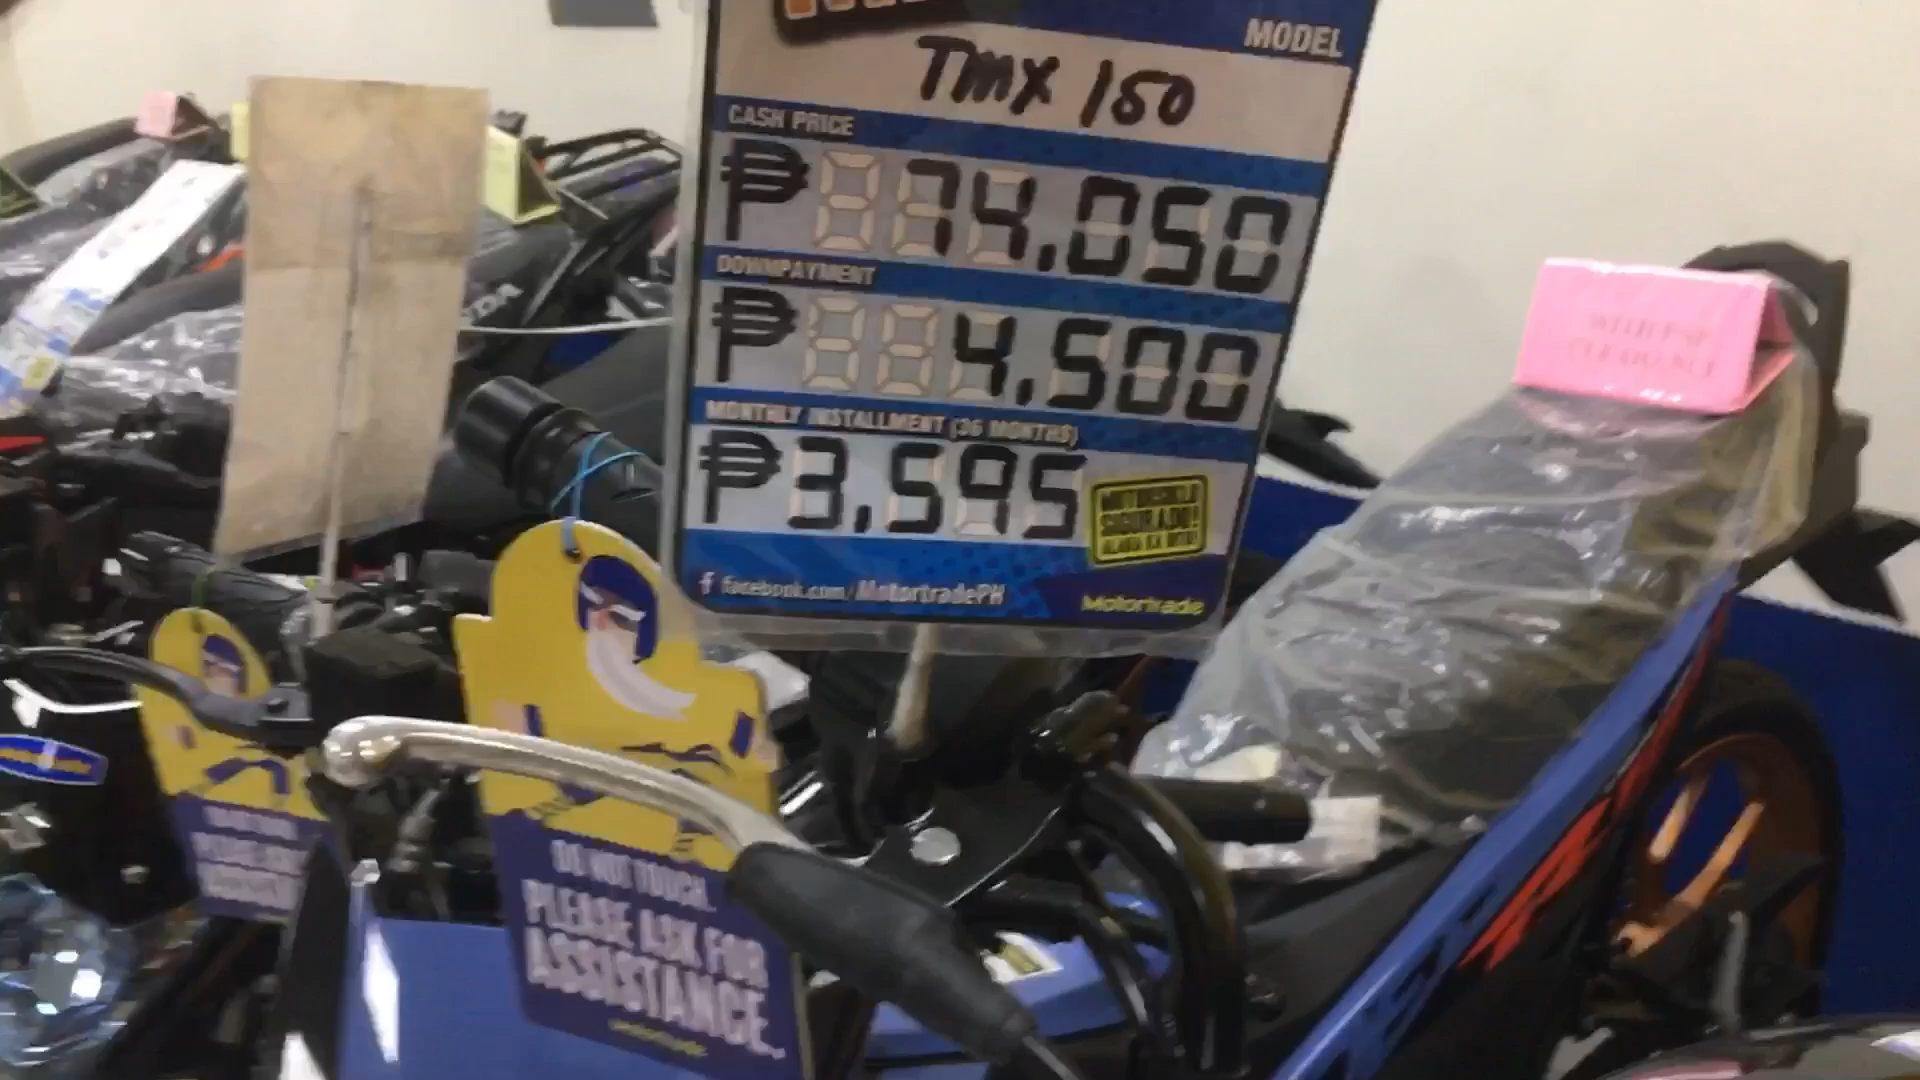 MODEL
TMX 150
CASH PRICE
₱ 74,050
DOWNPAYMENT
₱ 4,500
MONTHLY INSTALLMENT (36 MONTHS)
₱3,595
MOTORSIKLO
SIGURADO!
facebook.com/MotortradePH
Motortrade
DO NOT TOUCH.
PLEASE ASK FOR
ASSISTANCE.